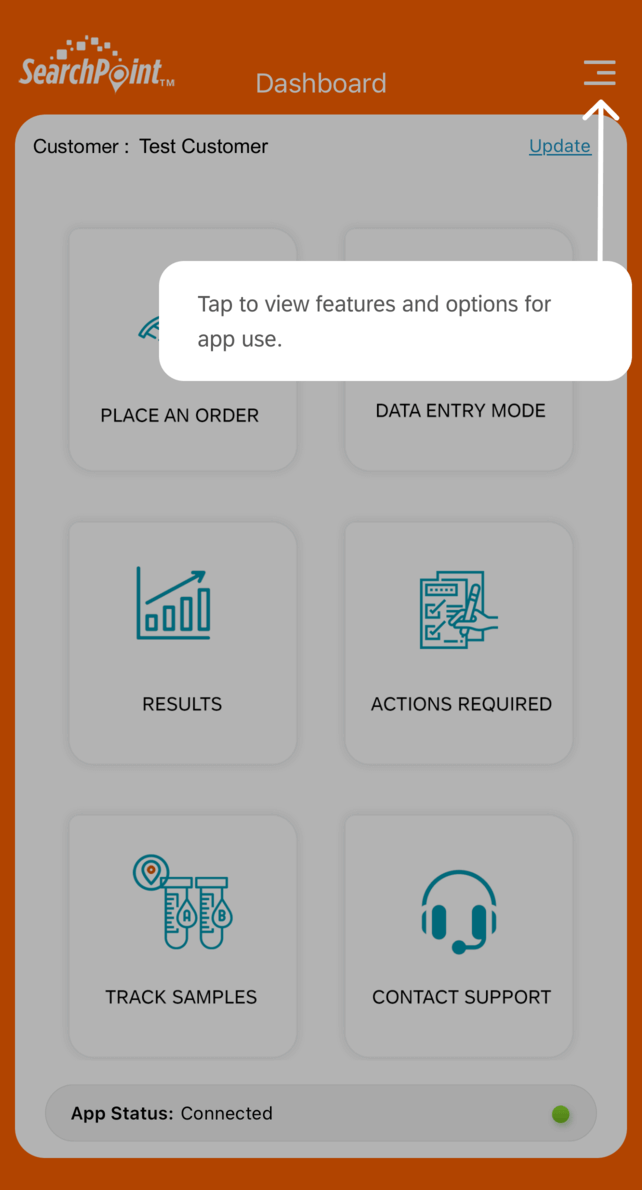 SearchPoint™
Dashboard
Customer : Test Customer
Update
Tap to view features and options for
app use.
PLACE AN ORDER
DATA ENTRY MODE
RESULTS
ACTIONS REQUIRED
A B
TRACK SAMPLES
CONTACT SUPPORT
App Status: Connected